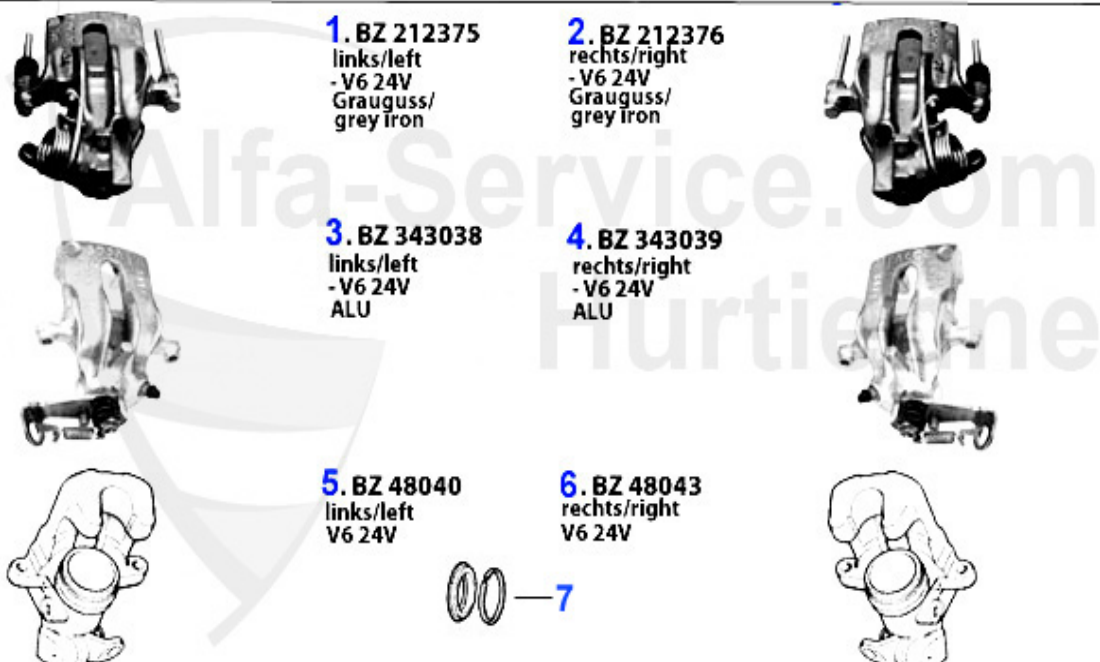 1. BZ 212375
links/left
- V6 24V
Grauguss/
grey iron
2. BZ 212376
rechts/right
- V6 24V
Grauguss/
grey iron
Alfa-Service.com
Hurtienne
3. BZ 343038
links/left
- V6 24V
ALU
4. BZ 343039
rechts/right
- V6 24V
ALU
5. BZ 48040
links/left
V6 24V
6. BZ 48043
rechts/right
V6 24V
7